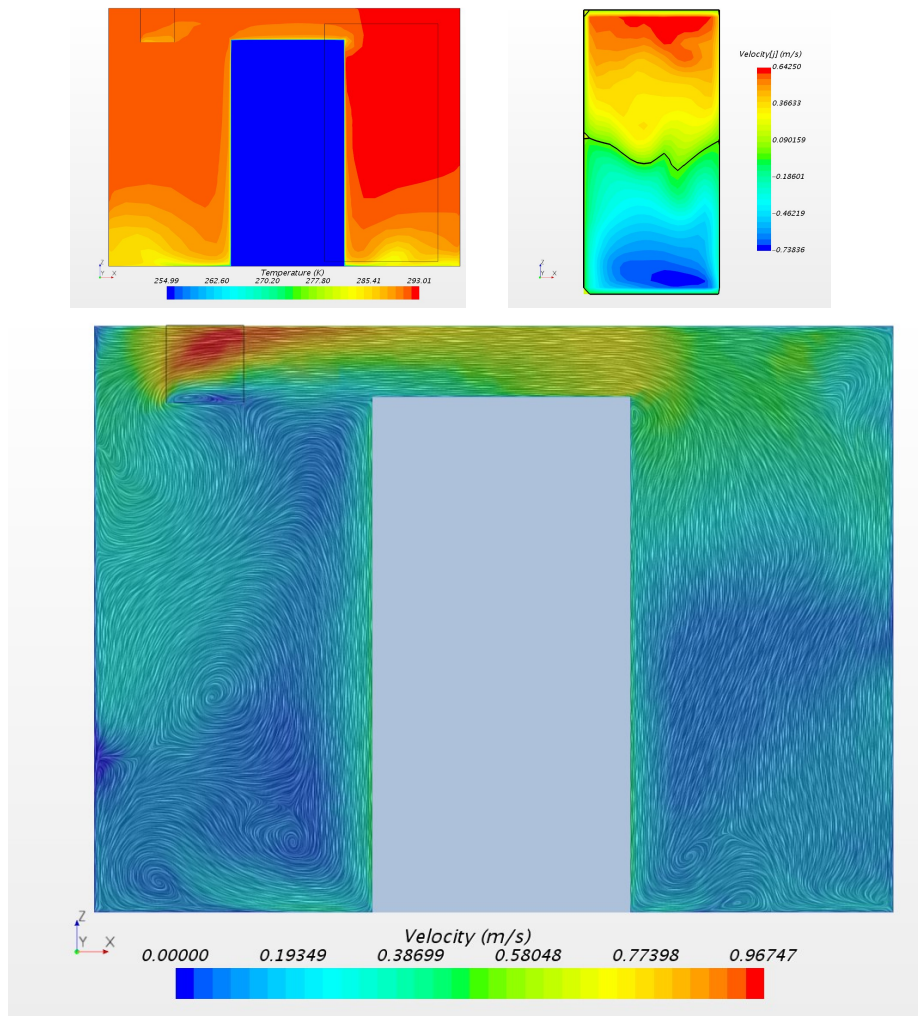 Temperature (K)
254.99 262.60 270.20 277.80 285.41 293.01
Z
Y X
Velocity[j] (m/s)
0.64250
0.36633
0.090159
-0.18601
-0.46219
-0.73836
Z
Y X
Z
Y X
Velocity (m/s)
0.00000 0.19349 0.38699 0.58048 0.77398 0.96747